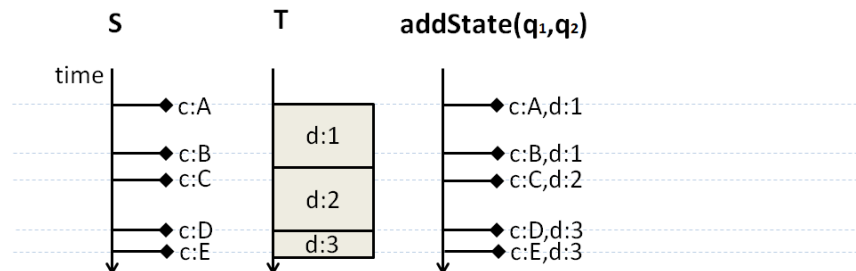 S T addState(q₁,q₂)
time
c:A c:A,d:1
d:1
c:B c:B,d:1
c:C c:C,d:2
d:2
c:D c:D,d:3
d:3
c:E c:E,d:3